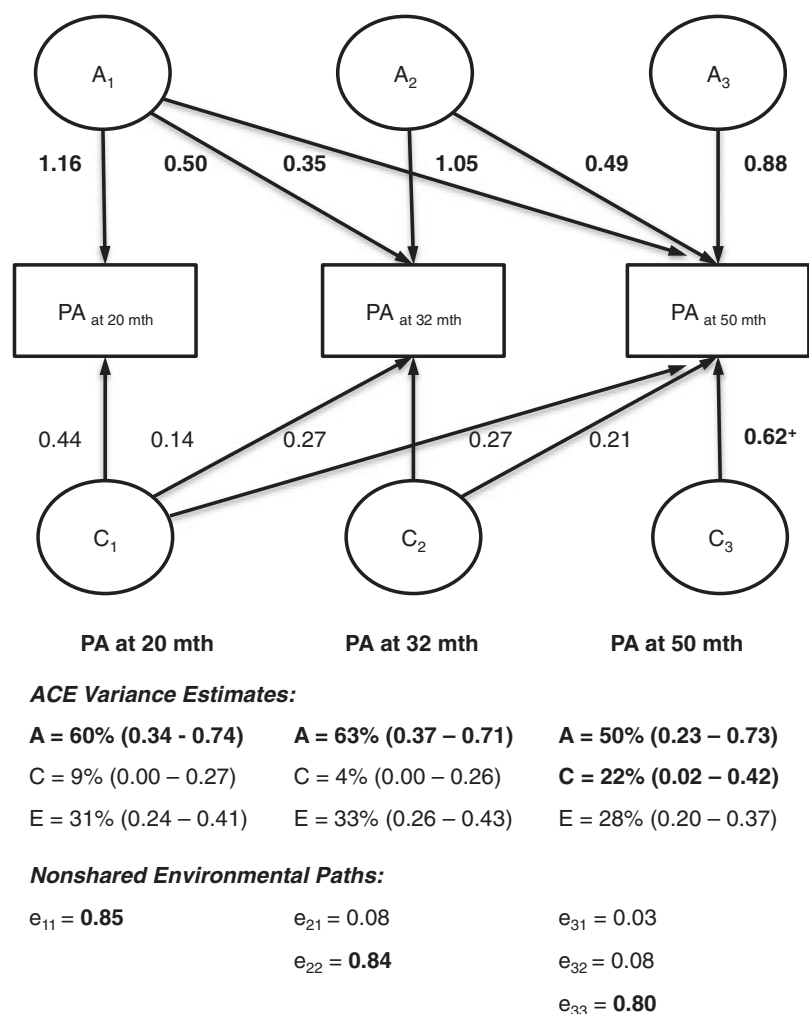 A₁ A₂ A₃
1.16 0.50 0.35 1.05 0.49 0.88
PA at 20 mth PA at 32 mth PA at 50 mth
0.44 0.14 0.27 0.27 0.21 0.62⁺
C₁ C₂ C₃
PA at 20 mth PA at 32 mth PA at 50 mth
ACE Variance Estimates:
A = 60% (0.34 - 0.74) A = 63% (0.37 – 0.71) A = 50% (0.23 – 0.73)
C = 9% (0.00 – 0.27) C = 4% (0.00 – 0.26) C = 22% (0.02 – 0.42)
E = 31% (0.24 – 0.41) E = 33% (0.26 – 0.43) E = 28% (0.20 – 0.37)
Nonshared Environmental Paths:
e₁₁ = 0.85 e₂₁ = 0.08 e₃₁ = 0.03
e₂₂ = 0.84 e₃₂ = 0.08
e₃₃ = 0.80